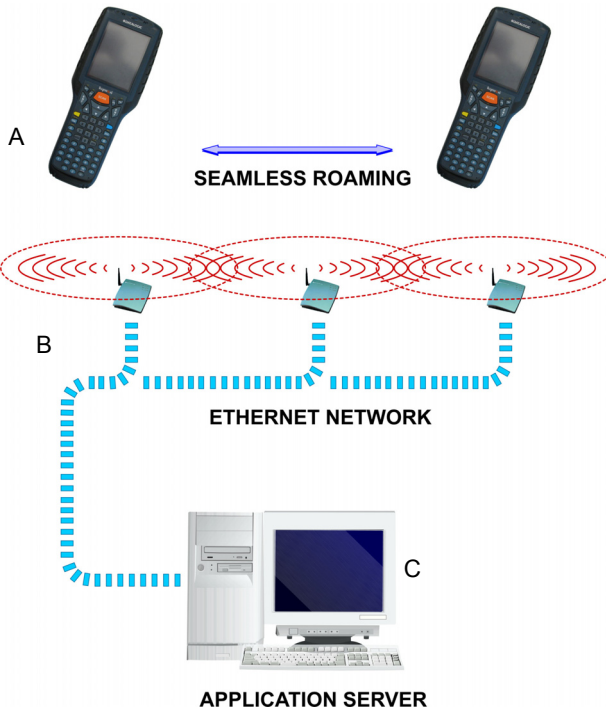 A
SEAMLESS ROAMING
B
ETHERNET NETWORK
C
APPLICATION SERVER